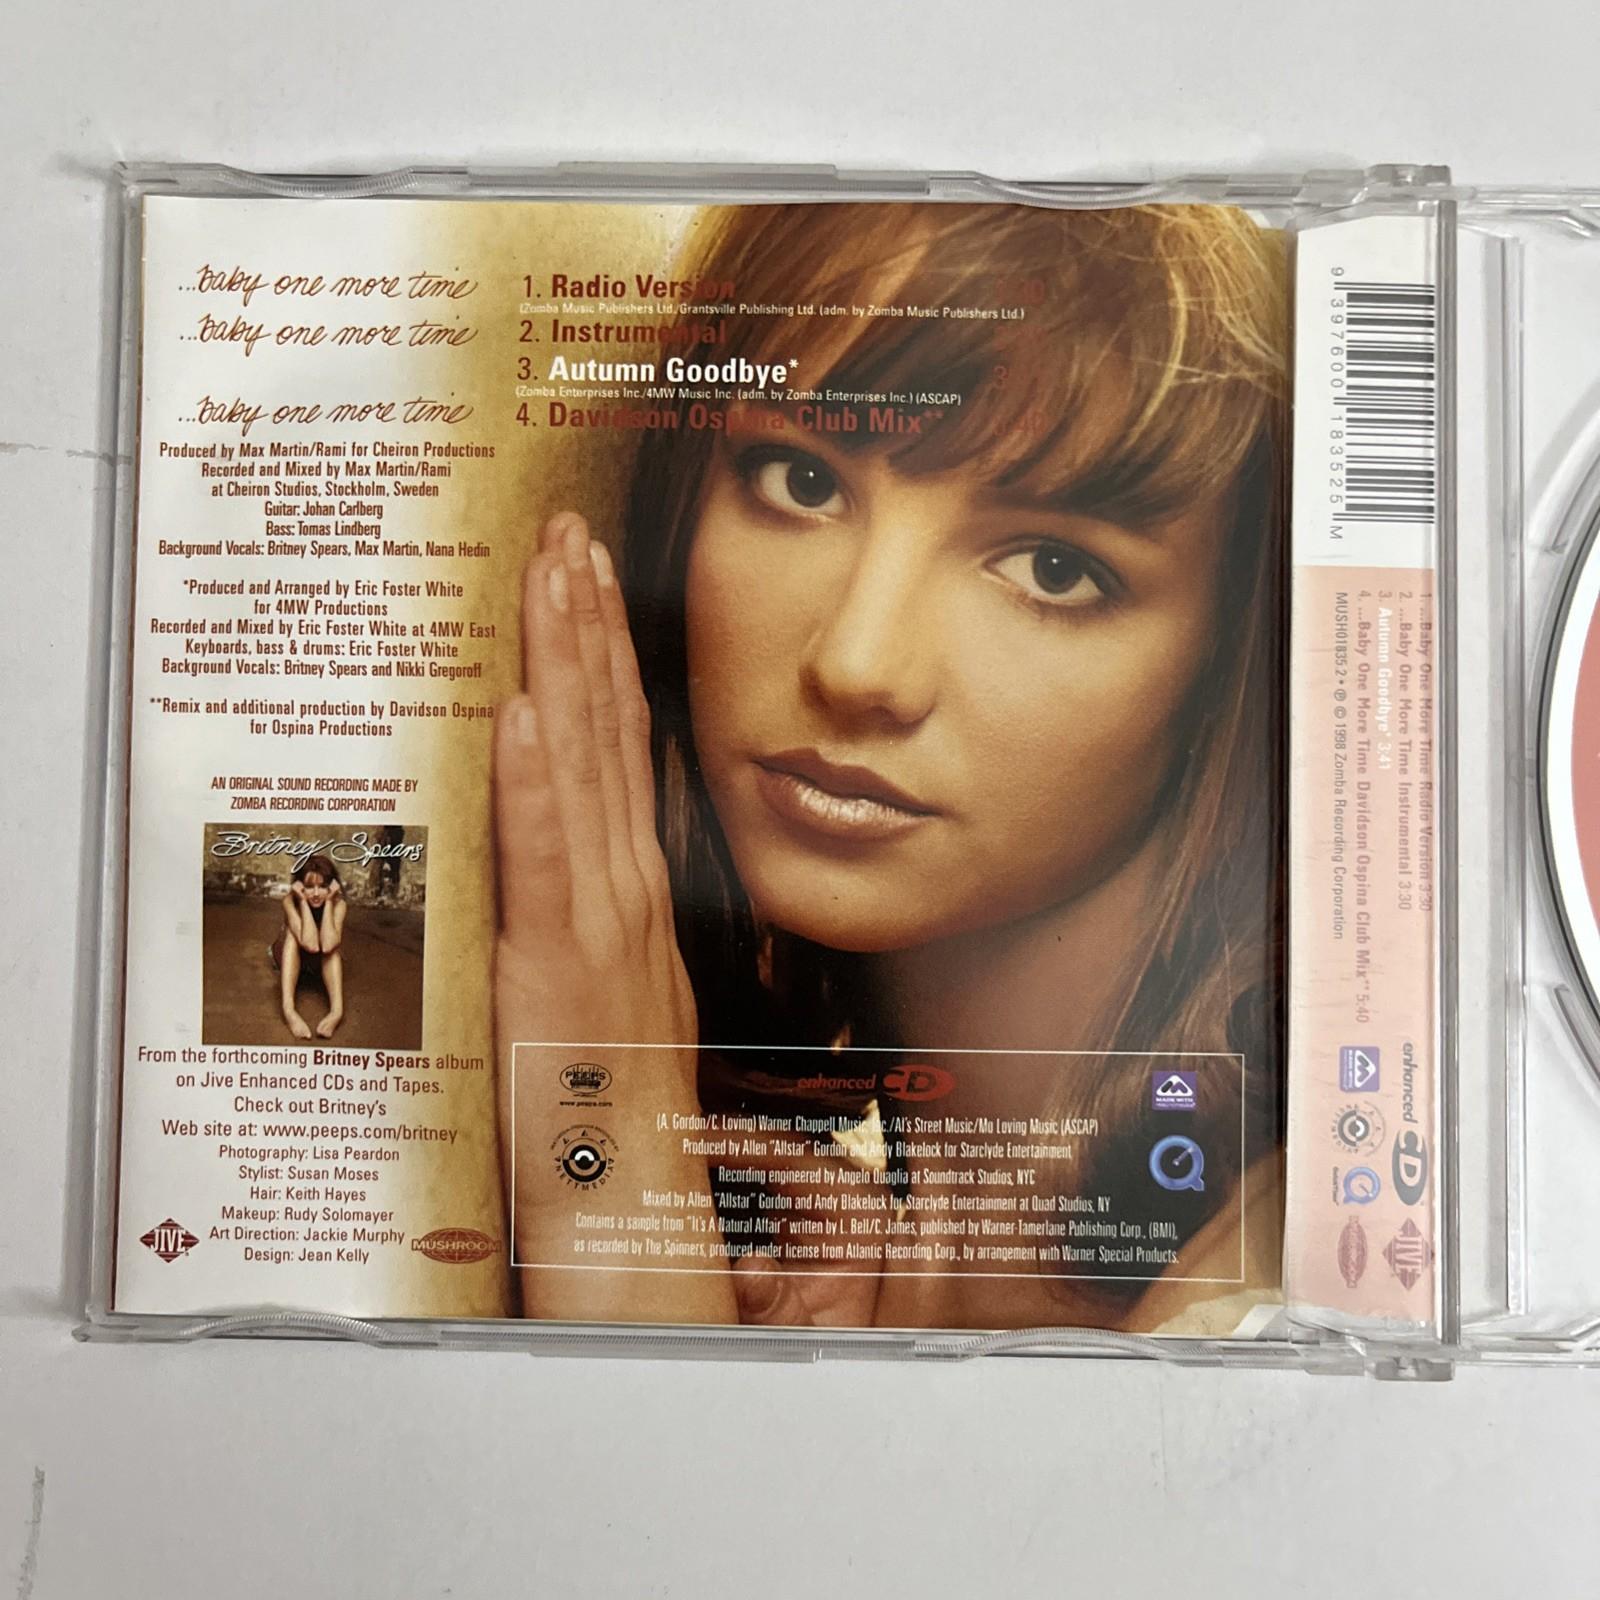 ...baby one more time 1. Radio Version 3:30
(Zomba Music Publishers Ltd./Grantsville Publishing Ltd. (adm. by Zomba Music Publishers Ltd.)
...baby one more time 2. Instrumental
3. Autumn Goodbye*
(Zomba Enterprises Inc./4MW Music Inc. (adm. by Zomba Enterprises Inc.) (ASCAP)
...baby one more time 4. Davidson Ospina Club Mix** 5:40
Produced by Max Martin/Rami for Cheiron Productions
Recorded and Mixed by Max Martin/Rami
at Cheiron Studios, Stockholm, Sweden
Guitar: Johan Carlberg
Bass: Tomas Lindberg
Background Vocals: Britney Spears, Max Martin, Nana Hedin
*Produced and Arranged by Eric Foster White
for 4MW Productions
Recorded and Mixed by Eric Foster White at 4MW East
Keyboards, bass & drums: Eric Foster White
Background Vocals: Britney Spears and Nikki Gregoroff
**Remix and additional production by Davidson Ospina
for Ospina Productions
AN ORIGINAL SOUND RECORDING MADE BY
ZOMBA RECORDING CORPORATION
Britney Spears
From the forthcoming Britney Spears album
on Jive Enhanced CDs and Tapes.
Check out Britney's
Web site at: www.peeps.com/britney
Photography: Lisa Peardon
Stylist: Susan Moses
Hair: Keith Hayes
Makeup: Rudy Solomayer
Art Direction: Jackie Murphy
Design: Jean Kelly
JIVE
MUSHROOM
PEEPS
www.peeps.com
enhanced CD
MADE WITH
(A. Gordon/C. Loving) Warner Chappell Music, Inc./Al's Street Music/Mo Loving Music (ASCAP)
Produced by Allen "Allstar" Gordon and Andy Blakelock for Starclyde Entertainment
Recording engineered by Angelo Quaglia at Soundtrack Studios, NYC
Mixed by Allen "Allstar" Gordon and Andy Blakelock for Starclyde Entertainment at Quad Studios, NY
Contains a sample from "It's A Natural Affair" written by L. Bell/C. James, published by Warner-Tamerlane Publishing Corp., (BMI),
as recorded by The Spinners, produced under license from Atlantic Recording Corp., by arrangement with Warner Special Products.
9 397600 183525 M
1. ...Baby One More Time Radio Version 3:30
2. ...Baby One More Time Instrumental 3:30
3. Autumn Goodbye* 3:41
4. ...Baby One More Time Davidson Ospina Club Mix** 5:40
MUSH01835.2 • ℗ © 1998 Zomba Recording Corporation
enhanced CD
JIVE
MUSHROOM